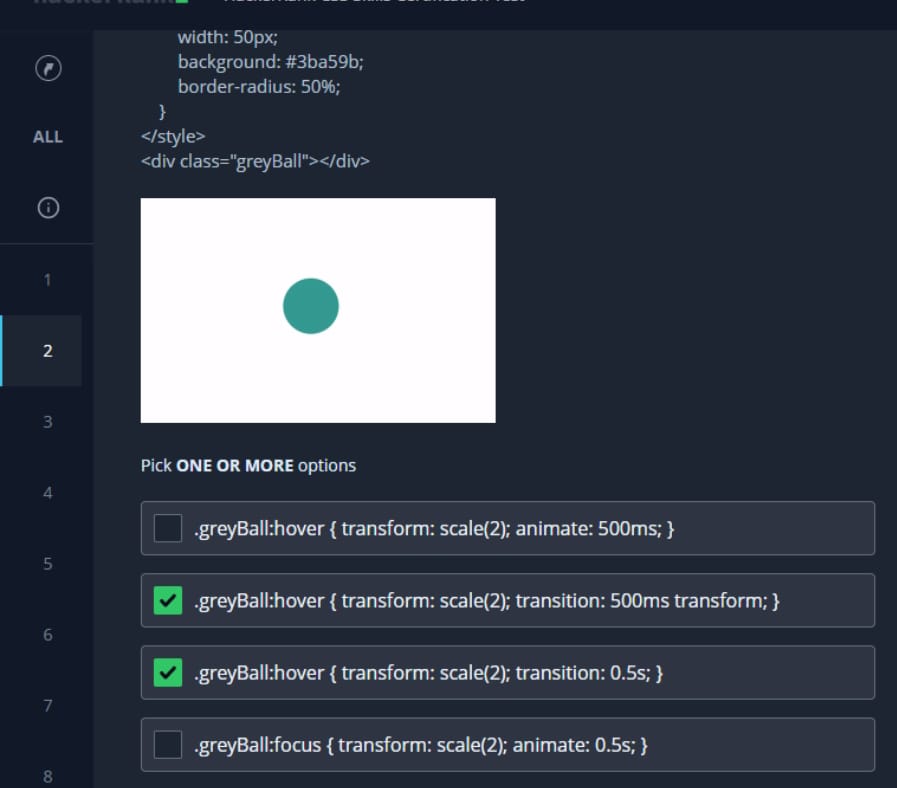 width: 50px;
background: #3ba59b;
border-radius: 50%;
}
</style>
<div class="greyBall"></div>
ALL
1
2
3
4
5
6
7
8
Pick ONE OR MORE options
.greyBall:hover { transform: scale(2); animate: 500ms; }
.greyBall:hover { transform: scale(2); transition: 500ms transform; }
.greyBall:hover { transform: scale(2); transition: 0.5s; }
.greyBall:focus { transform: scale(2); animate: 0.5s; }